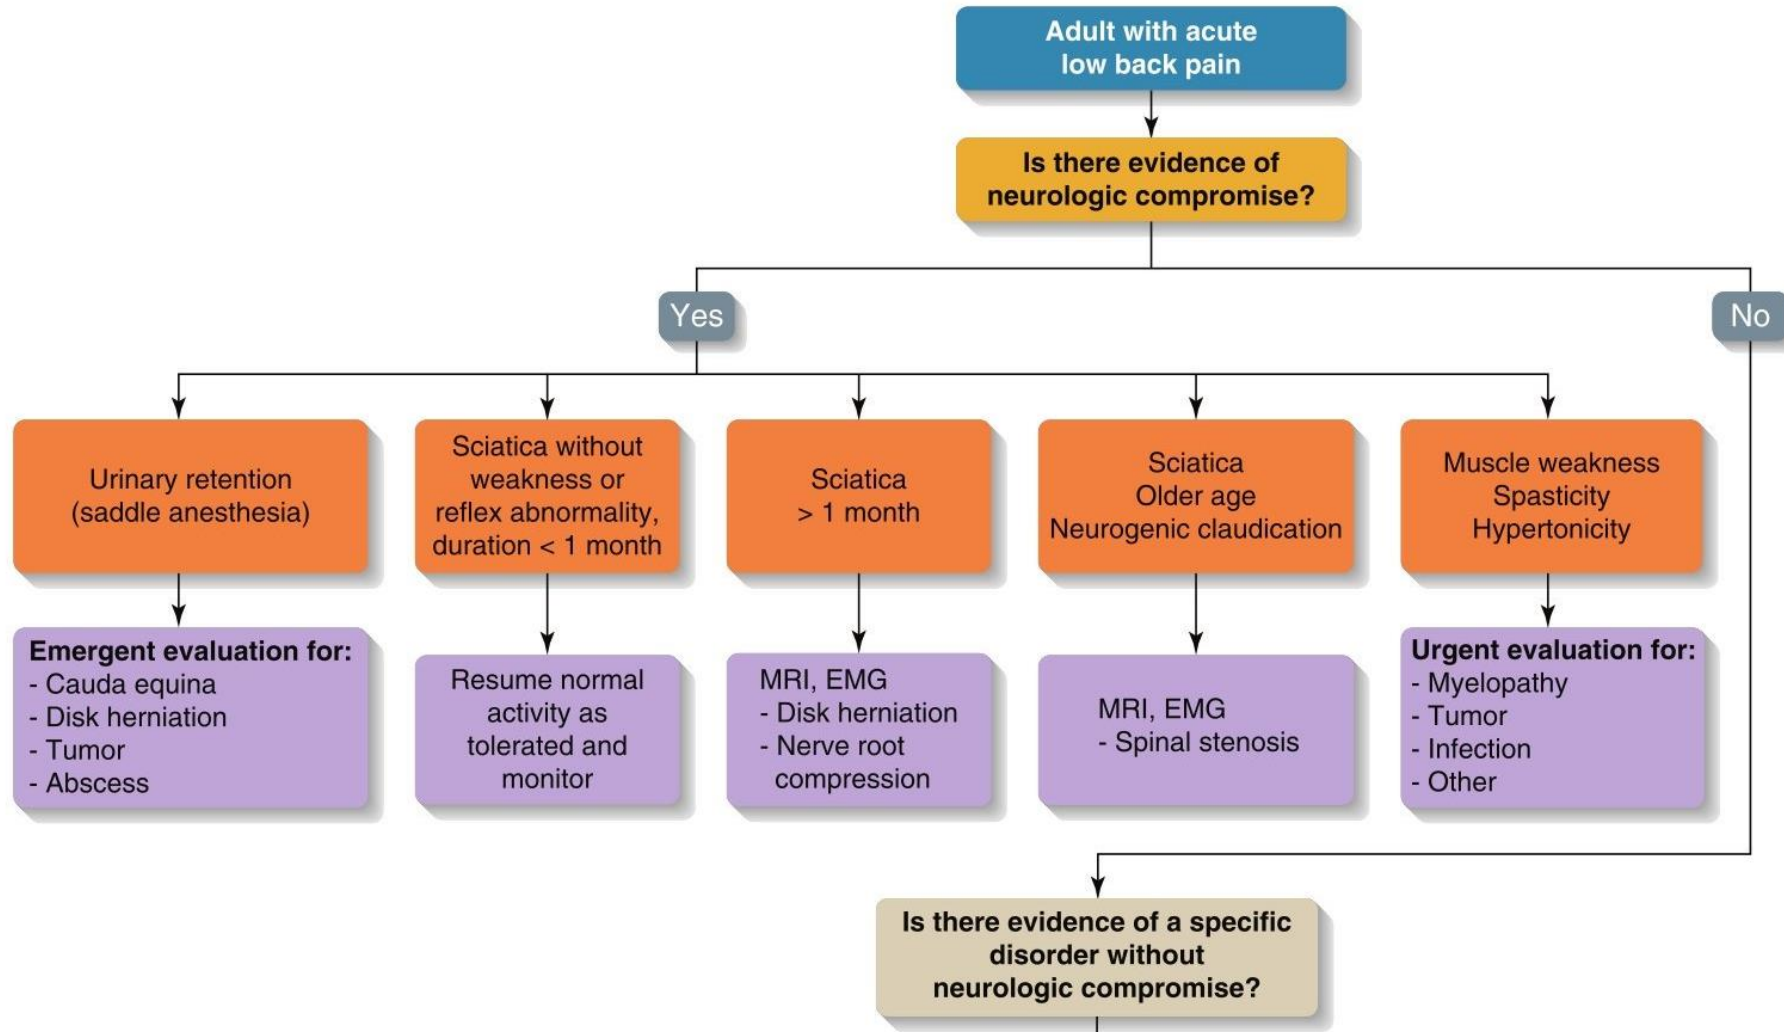 Adult with acute
low back pain
Is there evidence of
neurologic compromise?
Yes
No
Urinary retention
(saddle anesthesia)
Sciatica without
weakness or
reflex abnormality,
duration < 1 month
Sciatica
> 1 month
Sciatica
Older age
Neurogenic claudication
Muscle weakness
Spasticity
Hypertonicity
Emergent evaluation for:
- Cauda equina
- Disk herniation
- Tumor
- Abscess
Resume normal
activity as
tolerated and
monitor
MRI, EMG
- Disk herniation
- Nerve root
compression
MRI, EMG
- Spinal stenosis
Urgent evaluation for:
- Myelopathy
- Tumor
- Infection
- Other
Is there evidence of a specific
disorder without
neurologic compromise?